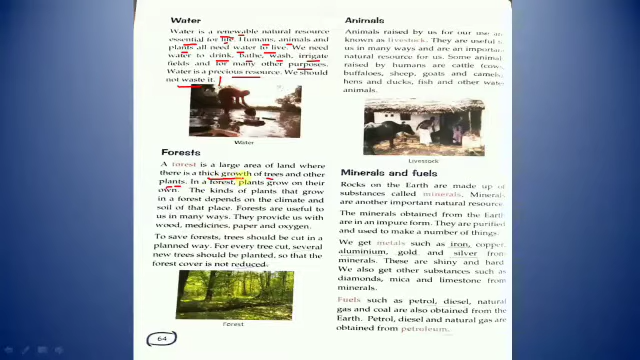 Water
Water is a renewable natural resource
essential for life. Humans, animals and
plants all need water to live. We need
water to drink, bathe, wash, irrigate
fields and for many other purposes.
Water is a precious resource. We should
not waste it.
Water
Forests
A forest is a large area of land where
there is a thick growth of trees and other
plants. In a forest, plants grow on their
own. The kinds of plants that grow
in a forest depends on the climate and
soil of that place. Forests are useful to
us in many ways. They provide us with
wood, medicines, paper and oxygen.
To save forests, trees should be cut in a
planned way. For every tree cut, several
new trees should be planted, so that the
forest cover is not reduced.
Forest
64
Animals
Animals raised by us for our use are
known as livestock. They are useful
us in many ways and are an important
natural resource for us. Some animal
raised by humans are cattle (cow
buffaloes, sheep, goats and camels,
hens and ducks, fish and other wate
animals.
Livestock
Minerals and fuels
Rocks on the Earth are made up of
substances called minerals. Minerals
are another important natural resource.
The minerals obtained from the Earth
are in an impure form. They are purified
and used to make a number of things.
We get metals such as iron, copper,
aluminium, gold and silver from
minerals. These are shiny and hard.
We also get other substances such as
diamonds, mica and limestone from
minerals.
Fuels such as petrol, diesel, natural
gas and coal are also obtained from the
Earth. Petrol, diesel and natural gas are
obtained from petroleum.